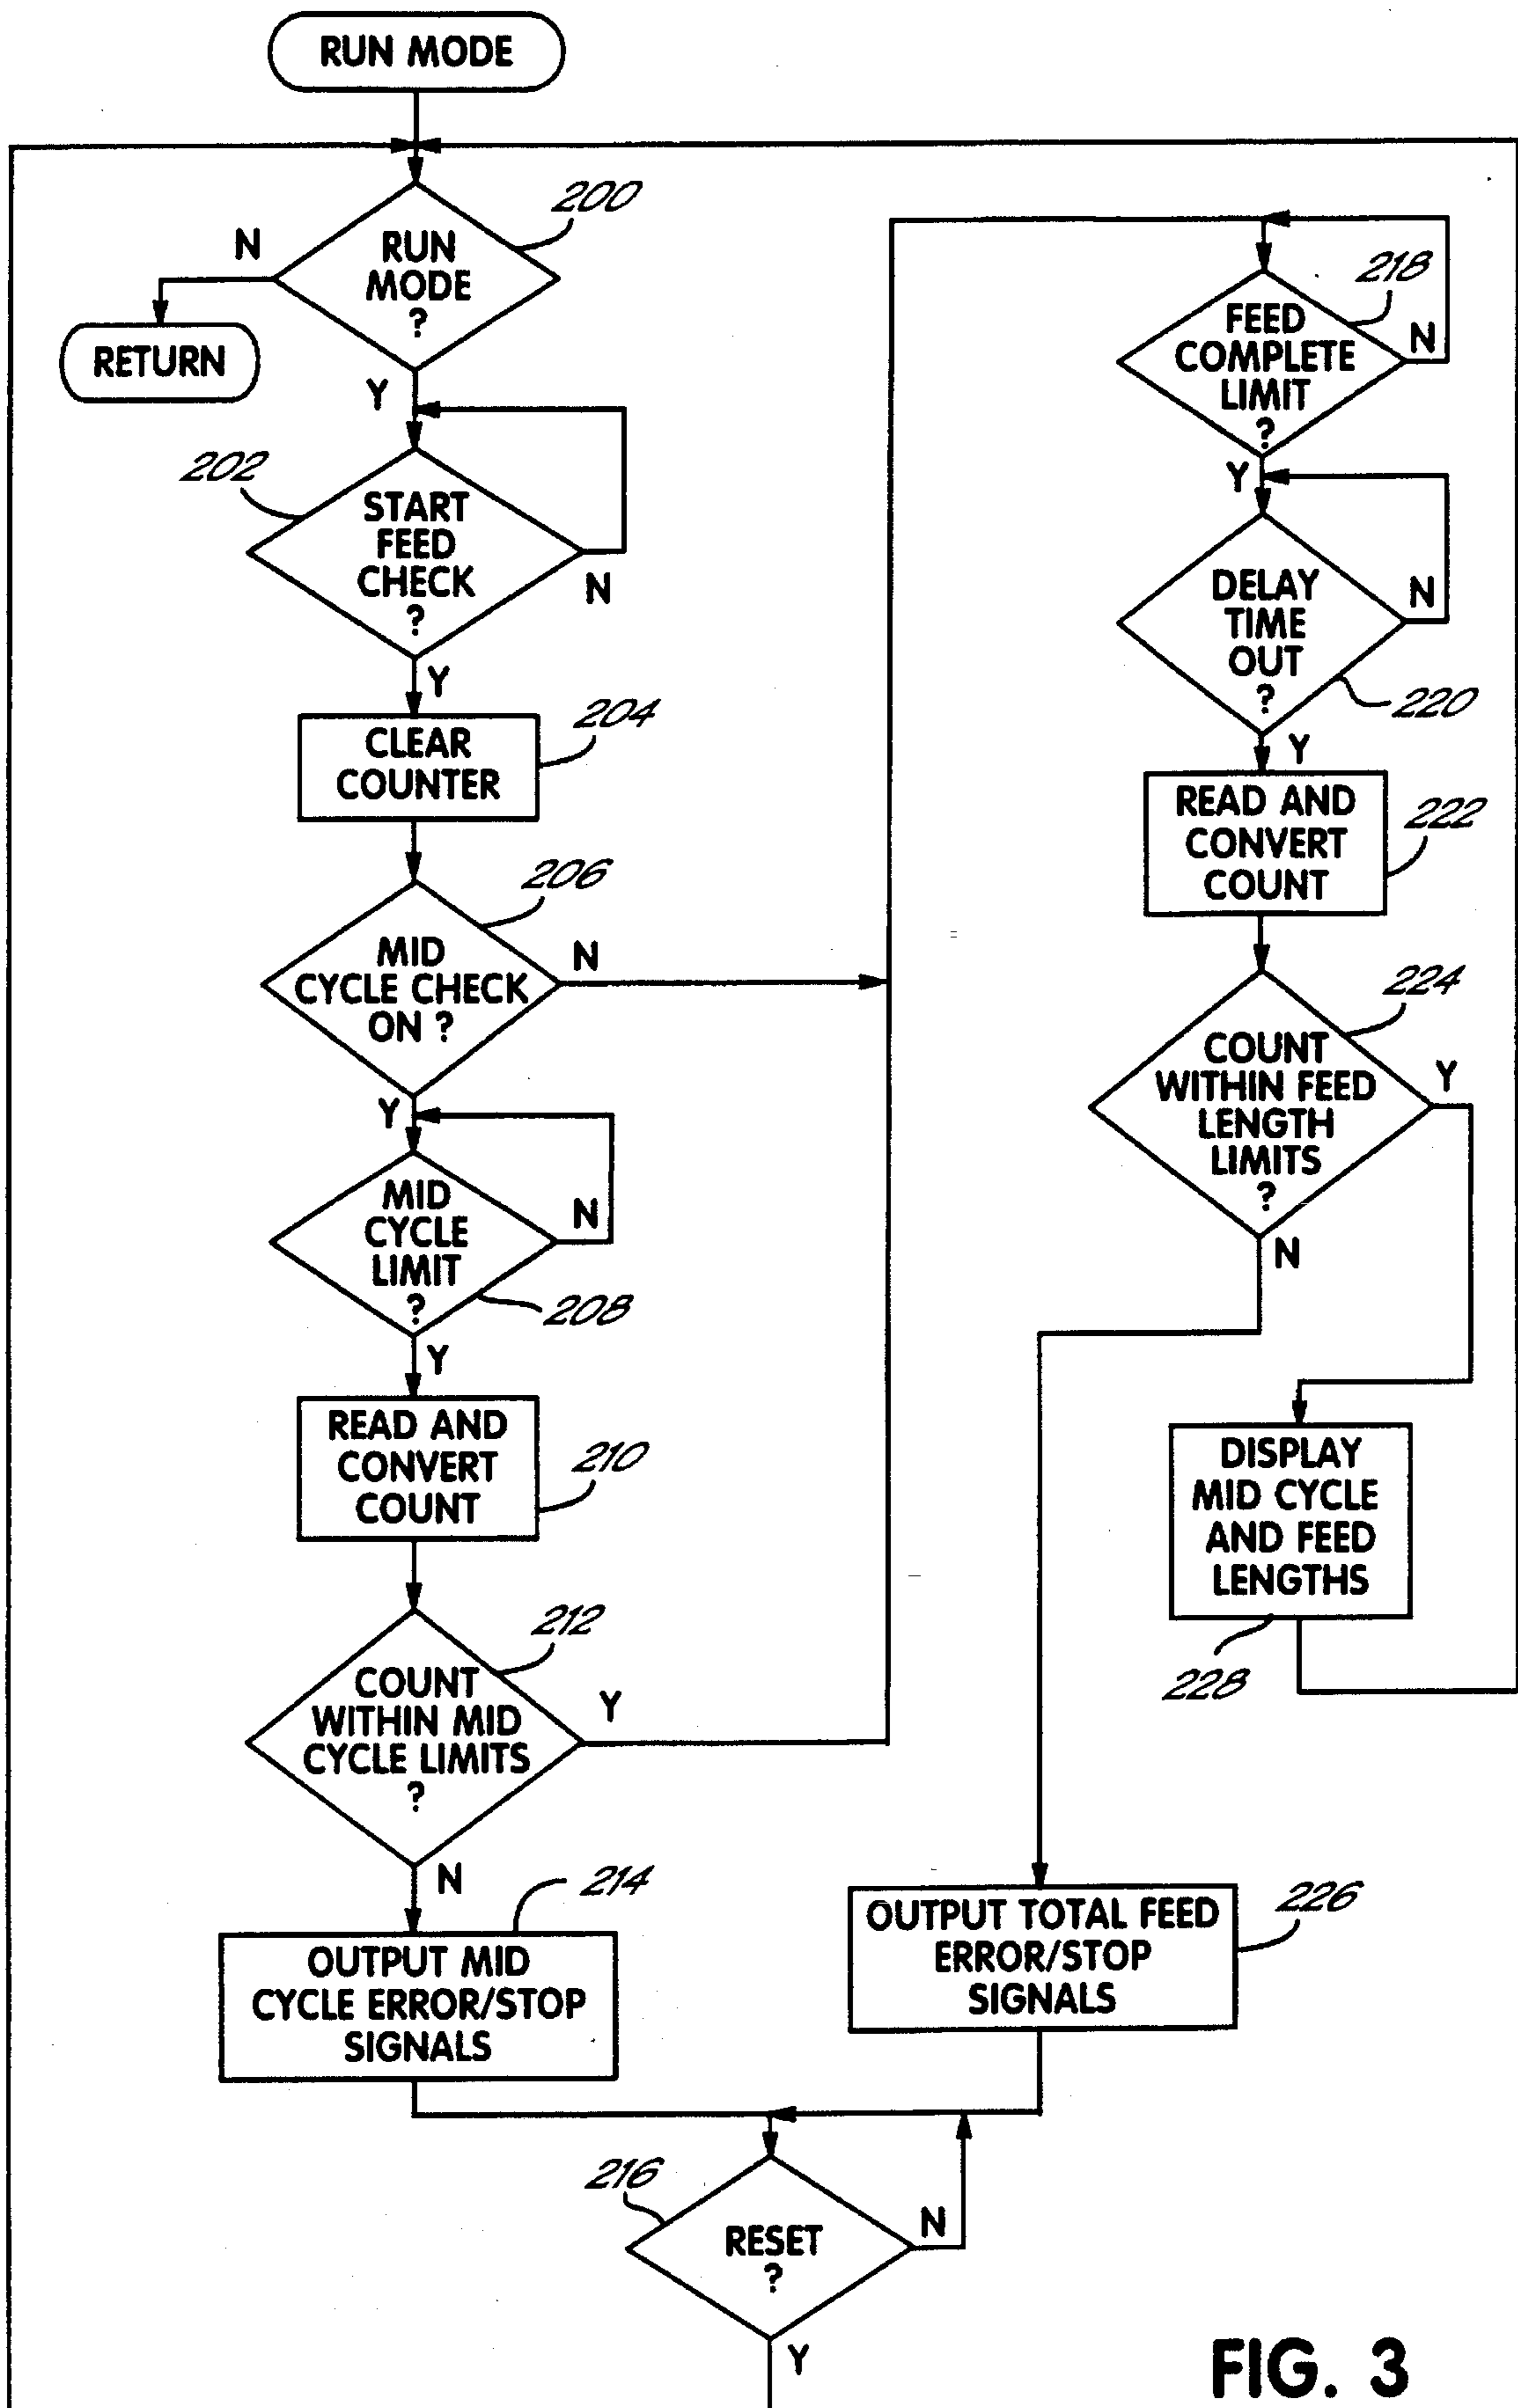 RUN MODE
200
N
RUN
MODE
?
RETURN
Y
202
START
FEED
CHECK
?
N
Y
204
CLEAR
COUNTER
206
MID
CYCLE CHECK
ON ?
N
Y
MID
CYCLE
LIMIT
?
N
208
Y
READ AND
CONVERT
COUNT
210
212
COUNT
WITHIN MID
CYCLE LIMITS
?
Y
N
214
OUTPUT MID
CYCLE ERROR/STOP
SIGNALS
216
RESET
?
N
Y
218
FEED
COMPLETE
LIMIT
?
N
Y
DELAY
TIME
OUT
?
N
220
Y
READ AND
CONVERT
COUNT
222
224
COUNT
WITHIN FEED
LENGTH
LIMITS
?
Y
N
DISPLAY
MID CYCLE
AND FEED
LENGTHS
228
OUTPUT TOTAL FEED
ERROR/STOP
SIGNALS
226
FIG. 3